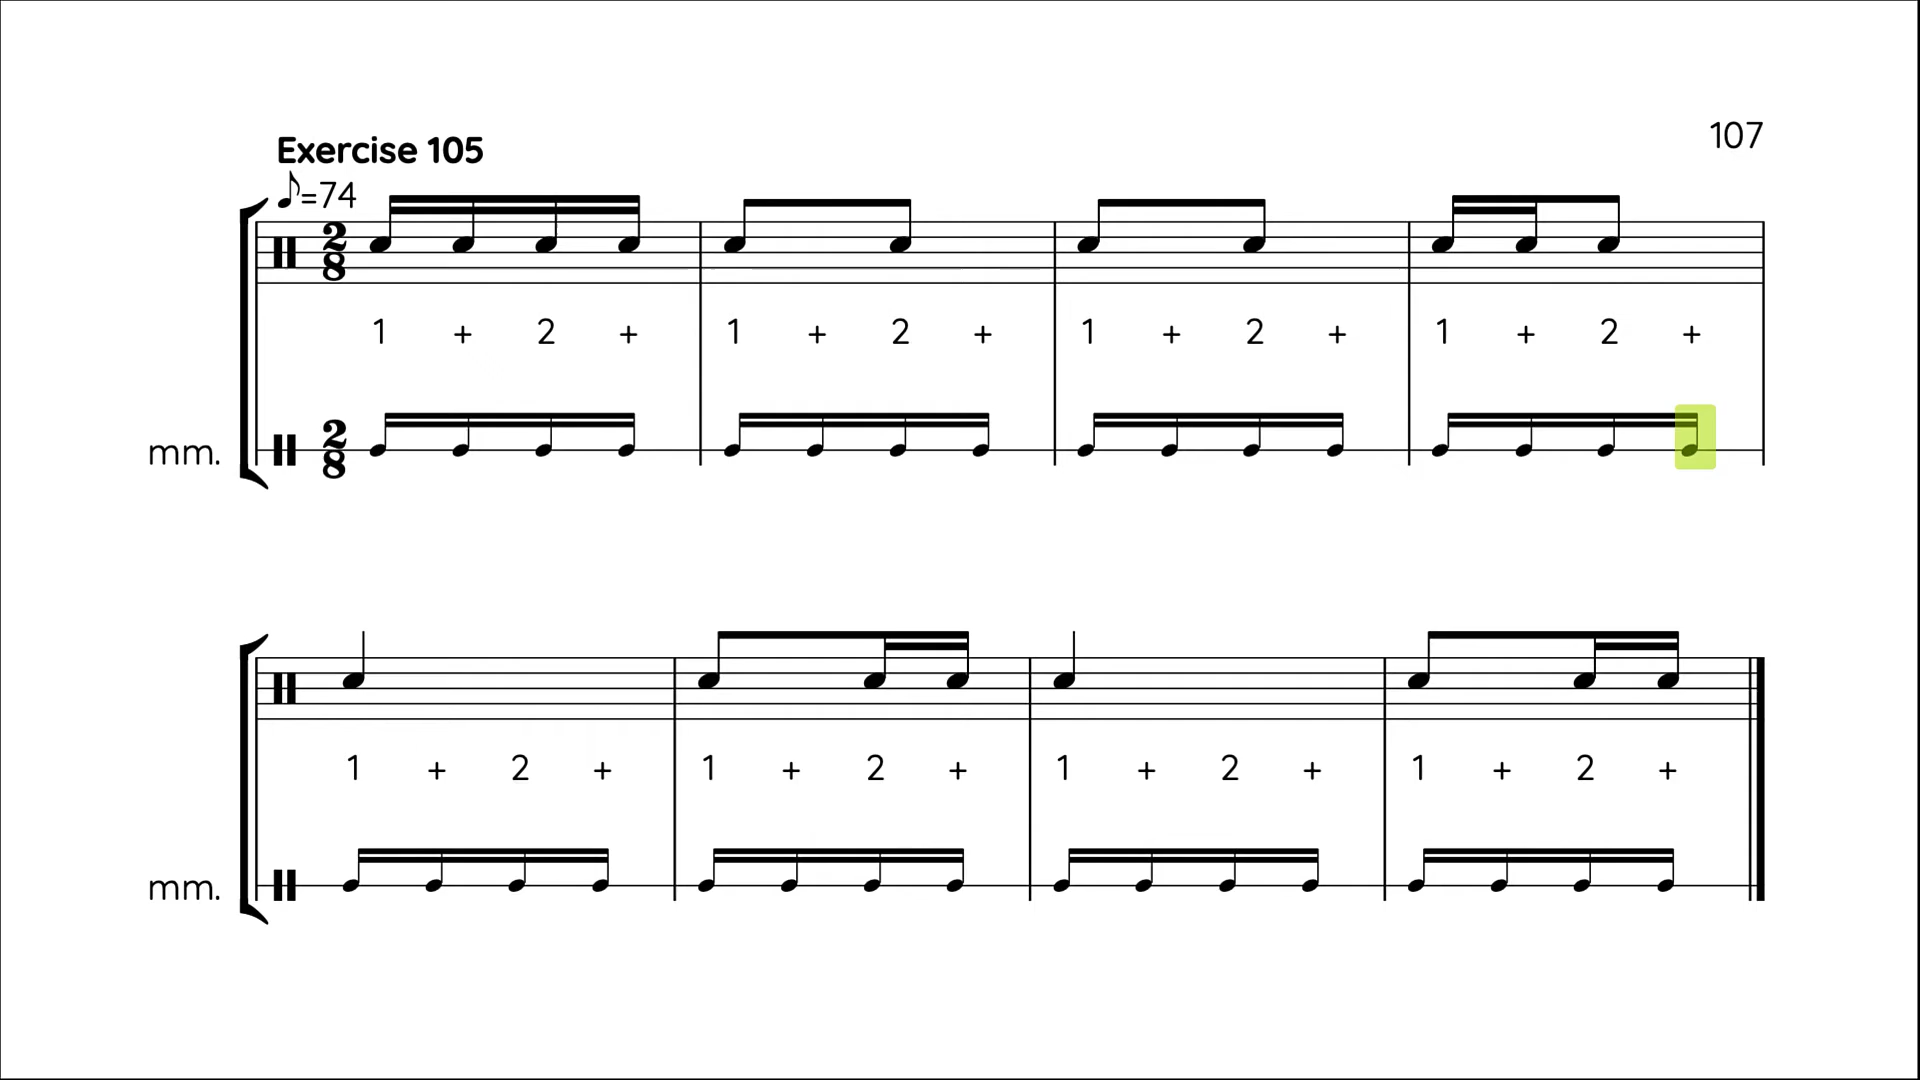 107
Exercise 105
♪=74
2
8
1 + 2 + 1 + 2 + 1 + 2 + 1 + 2 +
mm. 2
8
1 + 2 + 1 + 2 + 1 + 2 + 1 + 2 +
mm.